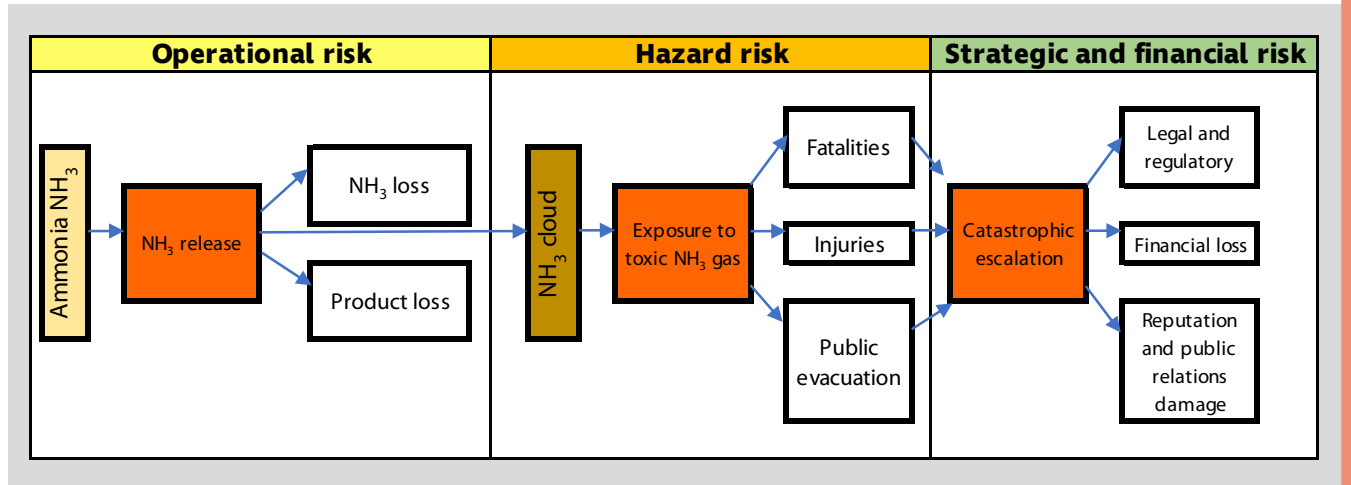 Operational risk
Hazard risk
Strategic and financial risk
Ammonia NH₃
NH₃ release
NH₃ loss
Product loss
NH₃ cloud
Exposure to
toxic NH₃ gas
Fatalities
Injuries
Public
evacuation
Catastrophic
escalation
Legal and
regulatory
Financial loss
Reputation
and public
relations
damage